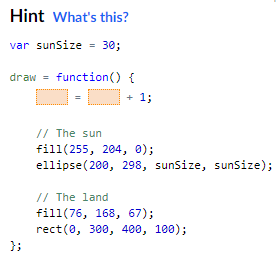 Hint What's this?
var sunSize = 30;
draw = function() {
= + 1;
// The sun
fill(255, 204, 0);
ellipse(200, 298, sunSize, sunSize);
// The land
fill(76, 168, 67);
rect(0, 300, 400, 100);
};